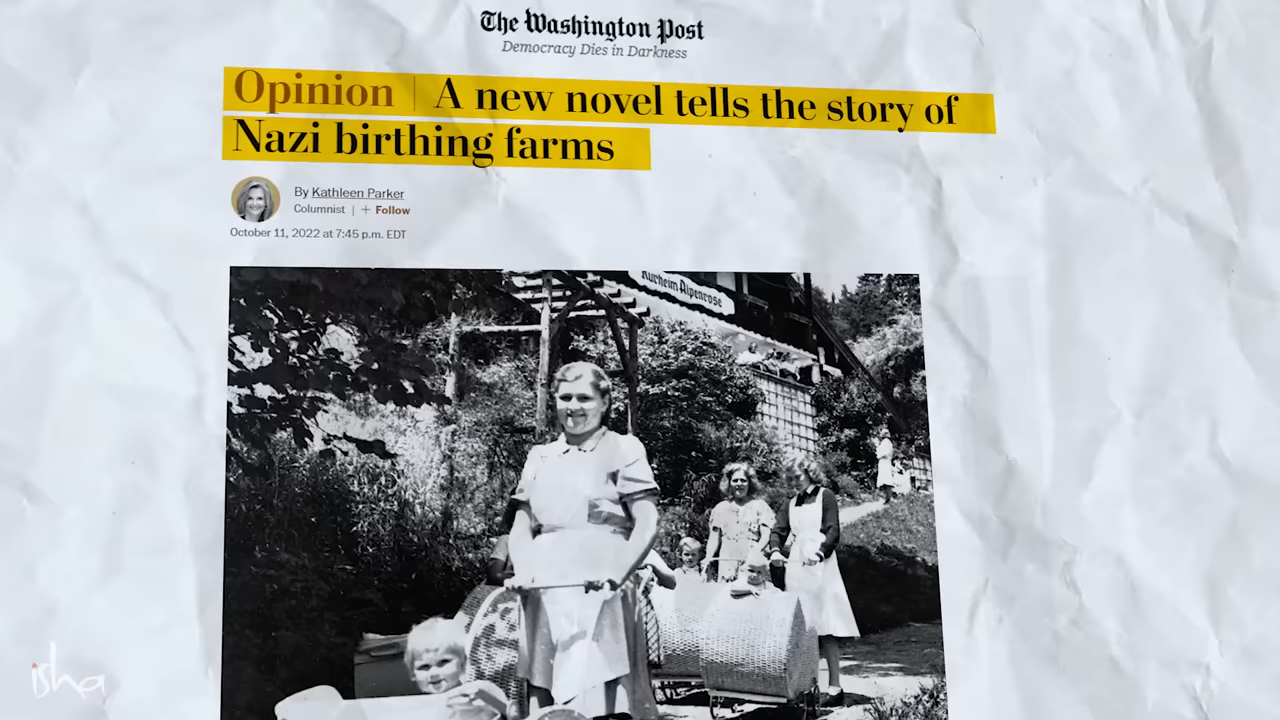 The Washington Post
Democracy Dies in Darkness
Opinion | A new novel tells the story of
Nazi birthing farms
By Kathleen Parker
Columnist | + Follow
October 11, 2022 at 7:45 p.m. EDT
Kurheim Alpenrose
isha